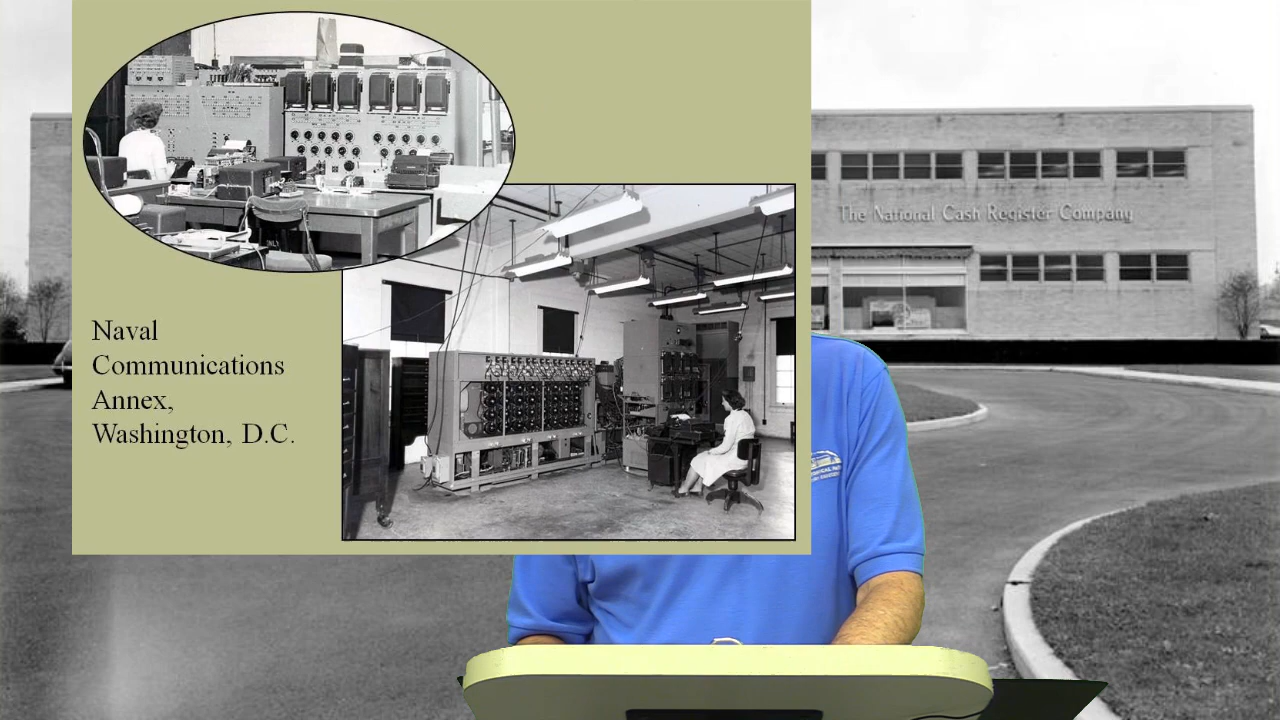 Naval
Communications
Annex,
Washington, D.C.
The National Cash Register Company